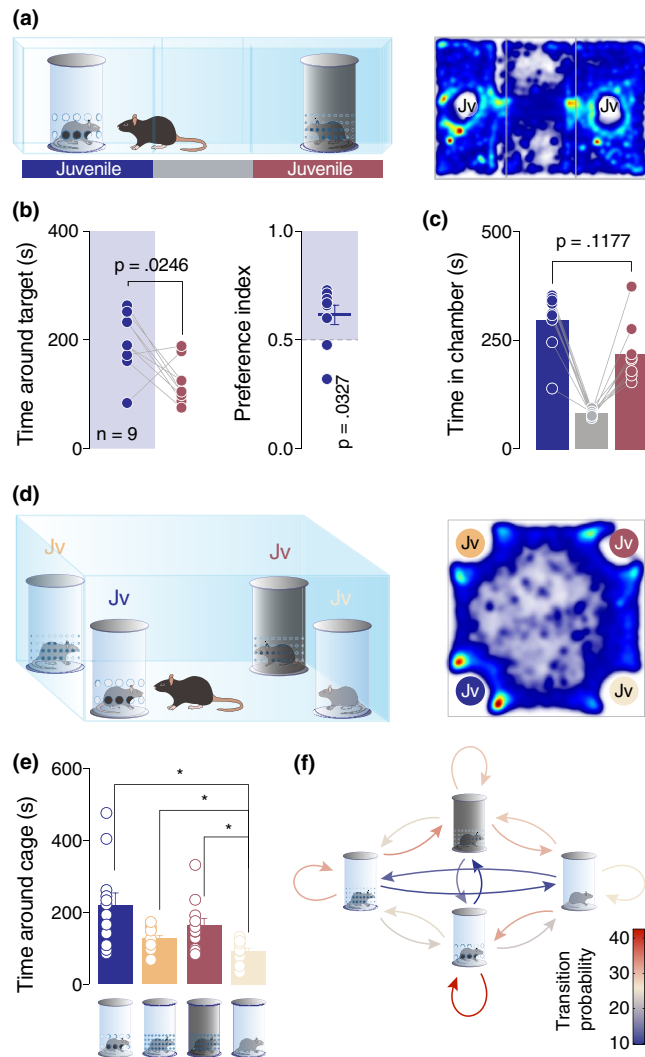 (a)
Juvenile
Juvenile
Jv
Jv
(b)
Time around target (s)
400
200
0
p = .0246
n = 9
Preference index
1.0
0.5
0.0
p = .0327
(c)
Time in chamber (s)
500
250
0
p = .1177
(d)
Jv
Jv
Jv
Jv
Jv
Jv
Jv
Jv
(e)
Time around cage (s)
600
400
200
0
*
*
*
(f)
Transition
probability
40
30
20
10